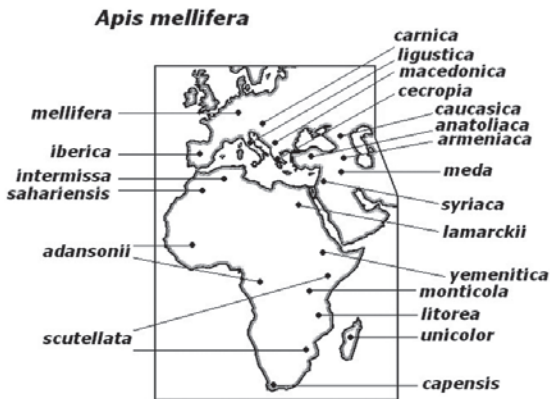 Apis mellifera
carnica
ligustica
macedonica
cecropia
caucasica
anatoliaca
armeniaca
meda
syriaca
lamarckii
yemenitica
monticola
litorea
unicolor
capensis
mellifera
iberica
intermissa
sahariensis
adansonii
scutellata